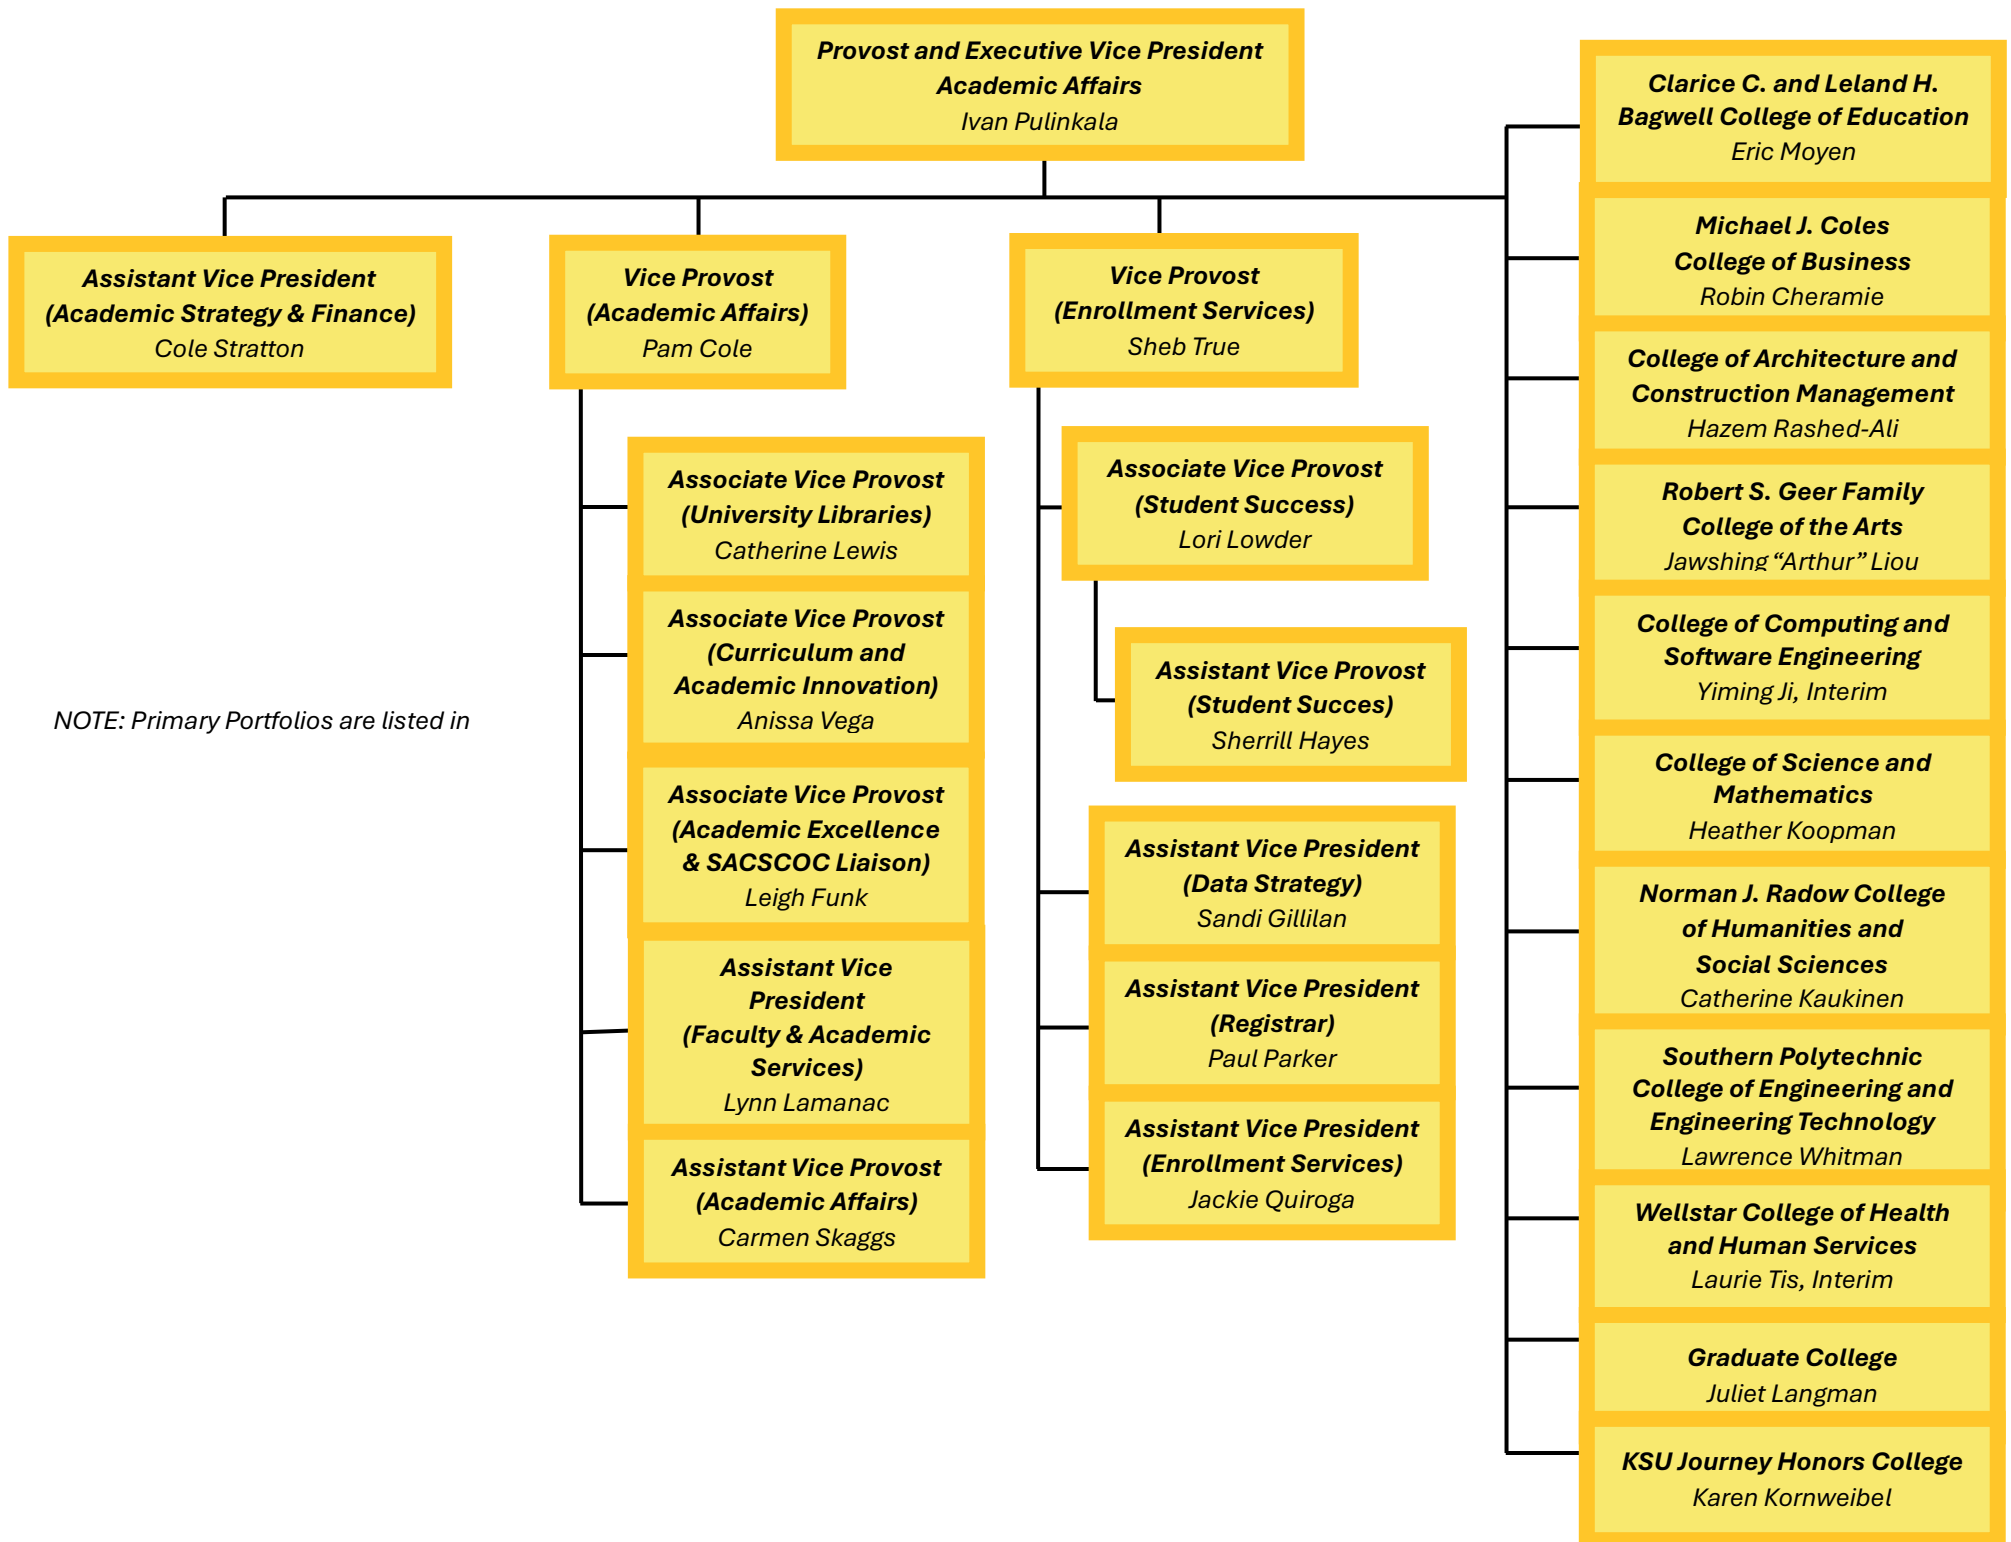 Provost and Executive Vice President
Academic Affairs
Ivan Pulinkala
Assistant Vice President
(Academic Strategy & Finance)
Cole Stratton
Vice Provost
(Academic Affairs)
Pam Cole
Associate Vice Provost
(University Libraries)
Catherine Lewis
Associate Vice Provost
(Curriculum and
Academic Innovation)
Anissa Vega
Associate Vice Provost
(Academic Excellence
& SACSCOC Liaison)
Leigh Funk
Assistant Vice
President
(Faculty & Academic
Services)
Lynn Lamanac
Assistant Vice Provost
(Academic Affairs)
Carmen Skaggs
Vice Provost
(Enrollment Services)
Sheb True
Associate Vice Provost
(Student Success)
Lori Lowder
Assistant Vice Provost
(Student Succes)
Sherrill Hayes
Assistant Vice President
(Data Strategy)
Sandi Gillilan
Assistant Vice President
(Registrar)
Paul Parker
Assistant Vice President
(Enrollment Services)
Jackie Quiroga
Clarice C. and Leland H.
Bagwell College of Education
Eric Moyen
Michael J. Coles
College of Business
Robin Cheramie
College of Architecture and
Construction Management
Hazem Rashed-Ali
Robert S. Geer Family
College of the Arts
Jawshing “Arthur” Liou
College of Computing and
Software Engineering
Yiming Ji, Interim
College of Science and
Mathematics
Heather Koopman
Norman J. Radow College
of Humanities and
Social Sciences
Catherine Kaukinen
Southern Polytechnic
College of Engineering and
Engineering Technology
Lawrence Whitman
Wellstar College of Health
and Human Services
Laurie Tis, Interim
Graduate College
Juliet Langman
KSU Journey Honors College
Karen Kornweibel
NOTE: Primary Portfolios are listed in